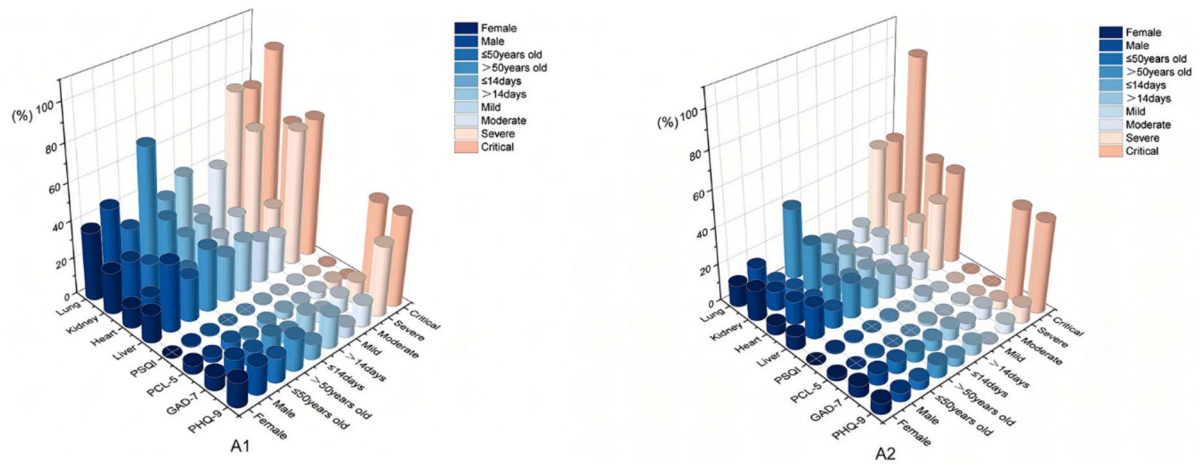 Female
Male
≤50years old
>50years old
≤14days
>14days
Mild
Moderate
Severe
Critical
(%)
100
80
60
40
20
0
Lung
Kidney
Heart
Liver
PSQI
PCL-5
GAD-7
PHQ-9
Female
Male
≤50years old
>50years old
≤14days
>14days
Mild
Moderate
Severe
Critical
A1
Female
Male
≤50years old
>50years old
≤14days
>14days
Mild
Moderate
Severe
Critical
(%)
100
80
60
40
20
0
Lung
Kidney
Heart
Liver
PSQI
PCL-5
GAD-7
PHQ-9
Female
Male
≤50years old
>50years old
≤14days
>14days
Mild
Moderate
Severe
Critical
A2